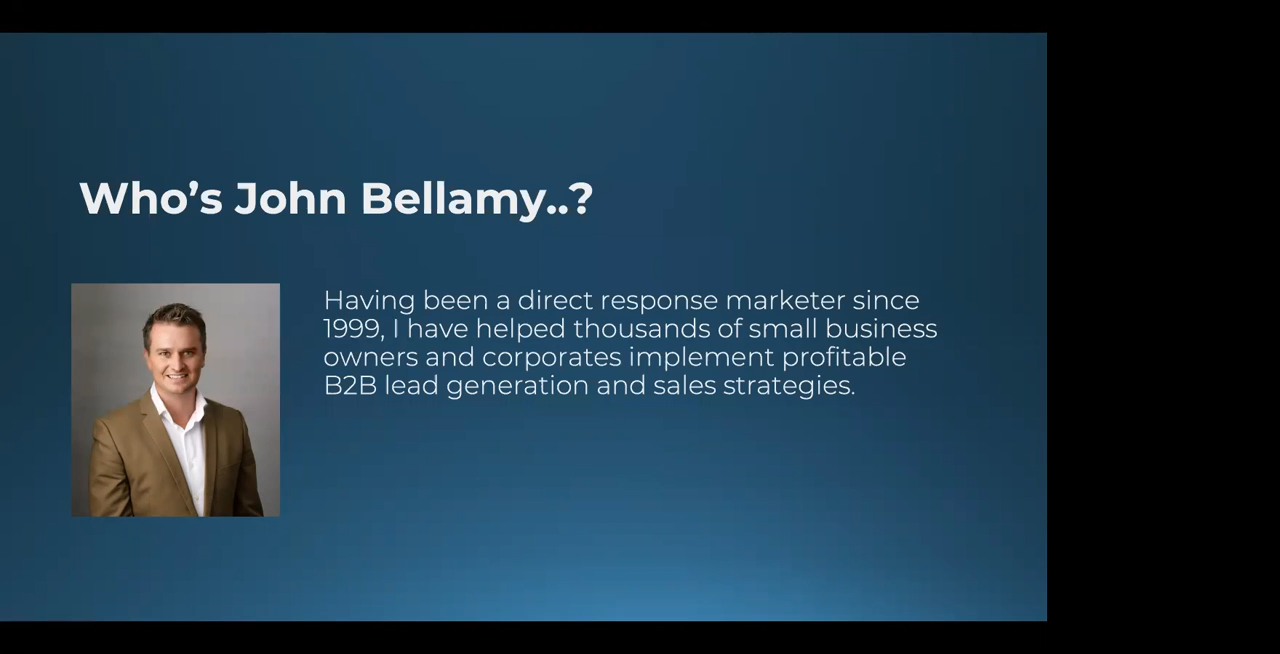 Who’s John Bellamy..?
Having been a direct response marketer since
1999, I have helped thousands of small business
owners and corporates implement profitable
B2B lead generation and sales strategies.